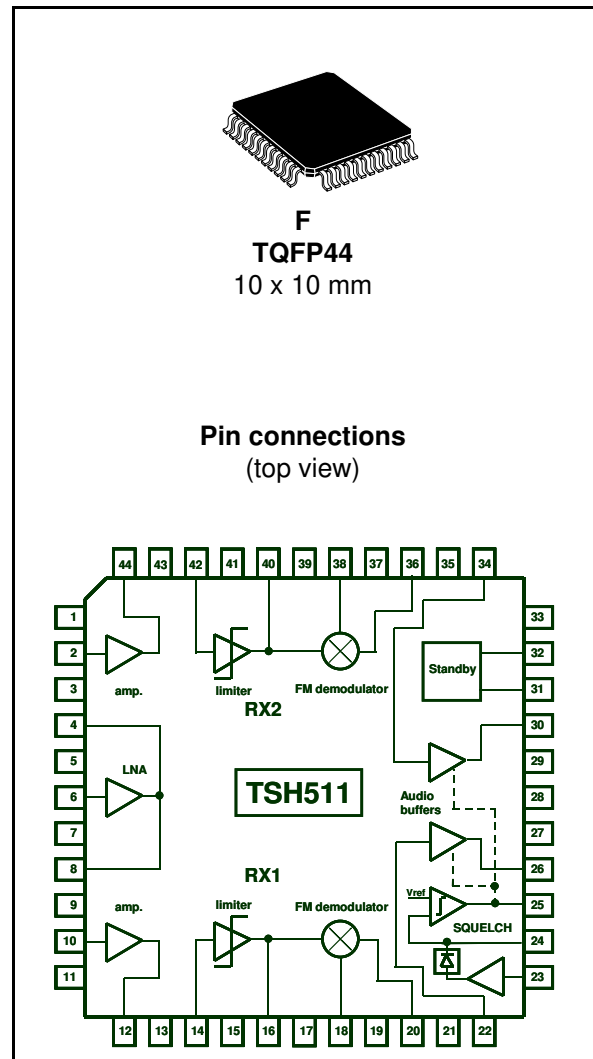 F
TQFP44
10 x 10 mm
Pin connections
(top view)
44 43 42 41 40 39 38 37 36 35 34
1
2
3
4
5
6
7
8
9
10
11
amp.
limiter
FM demodulator
RX2
LNA
TSH511
Standby
Audio
buffers
RX1
amp.
limiter
FM demodulator
Vref
SQUELCH
33
32
31
30
29
28
27
26
25
24
23
12 13 14 15 16 17 18 19 20 21 22